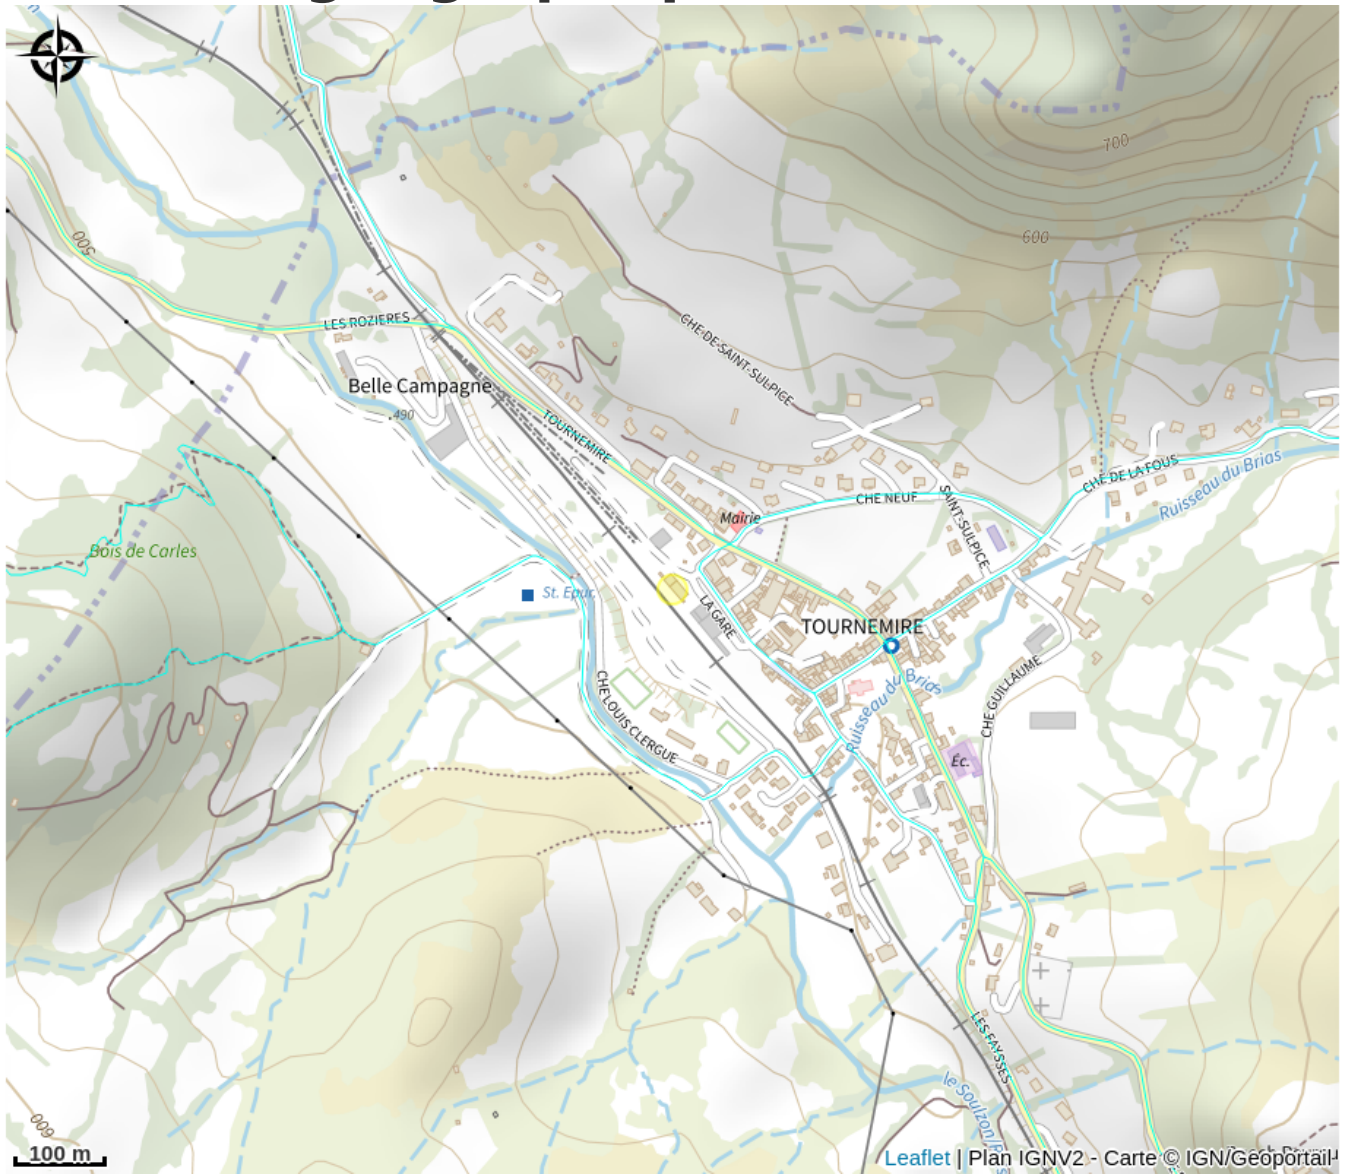 700
600
500
LES ROZIERES
CHE DE SAINT-SULPICE
Belle Campagne
490
TOURNEMIRE
CHE DE LA FOUS
Ruisseau du Brias
CHE NEUF
SAINT-SULPICE
Mairie
Bois de Carles
St. Epur.
LA GARE
TOURNEMIRE
Ruisseau du Brias
CHE GUILLAUME
CHE LOUIS CLERGUE
Éc.
LES FAYSSES
le Soulzon
600
100 m
Leaflet | Plan IGNV2 - Carte © IGN/Geoportail